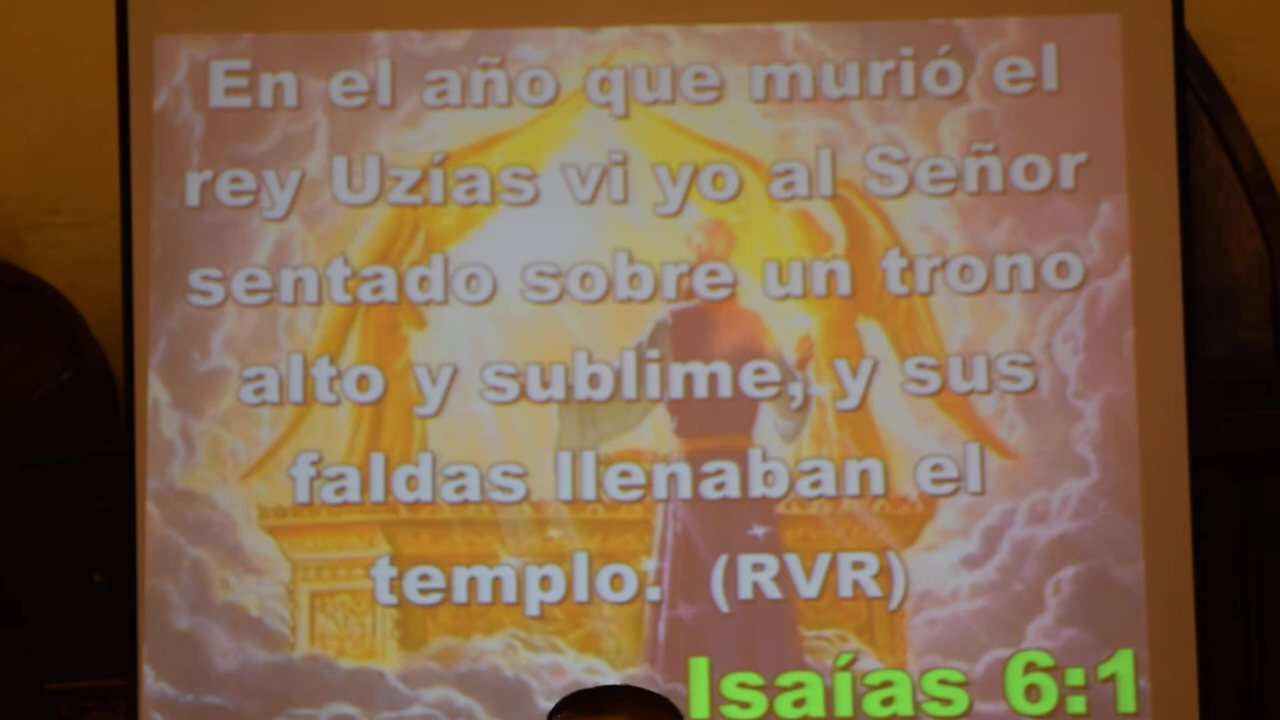 En el año que murió el
rey Uzías vi yo al Señor
sentado sobre un trono
alto y sublime, y sus
faldas llenaban el
templo. (RVR)
Isaías 6:1